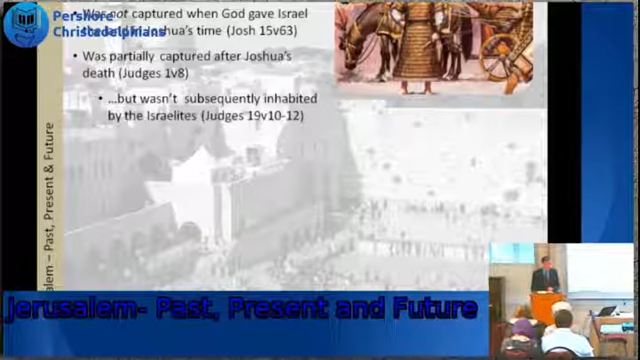 Was not captured when God gave Israel
Pershore
Christadelphians
Joshua's time (Josh 15v63)
• Was partially captured after Joshua's
death (Judges 1v8)
• …but wasn't subsequently inhabited
by the Israelites (Judges 19v10-12)
alem – Past, Present & Future
Jerusalem- Past, Present and Future